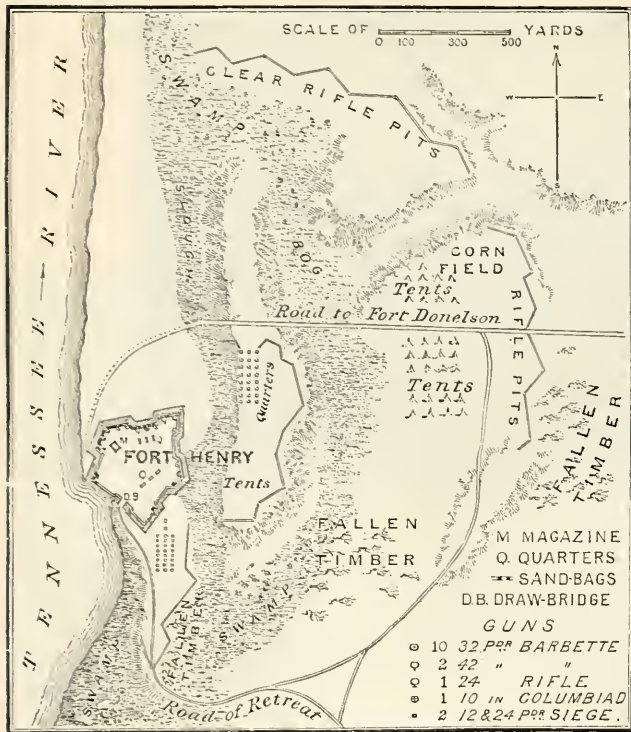 SCALE OF YARDS
0 100 300 500
N
W E
S
TENNESSEE RIVER
SWAMP
CLEAR RIFLE PITS
SLOUGH
BOG
CORN
FIELD
Tents
Road to Fort Donelson
RIFLE PITS
Quarters
Tents
M
FORT HENRY
Q
Tents
DB
FALLEN
TIMBER
FALLEN
TIMBER
FALLEN
TIMBER
SWAMP
SWAMP
Road of Retreat
M MAGAZINE
Q. QUARTERS
SAND-BAGS
D.B. DRAW-BRIDGE
GUNS
10 32 PDR BARBETTE
2 42 " "
1 24 RIFLE
1 10 IN COLUMBIAD
2 12 & 24 PDR SIEGE.